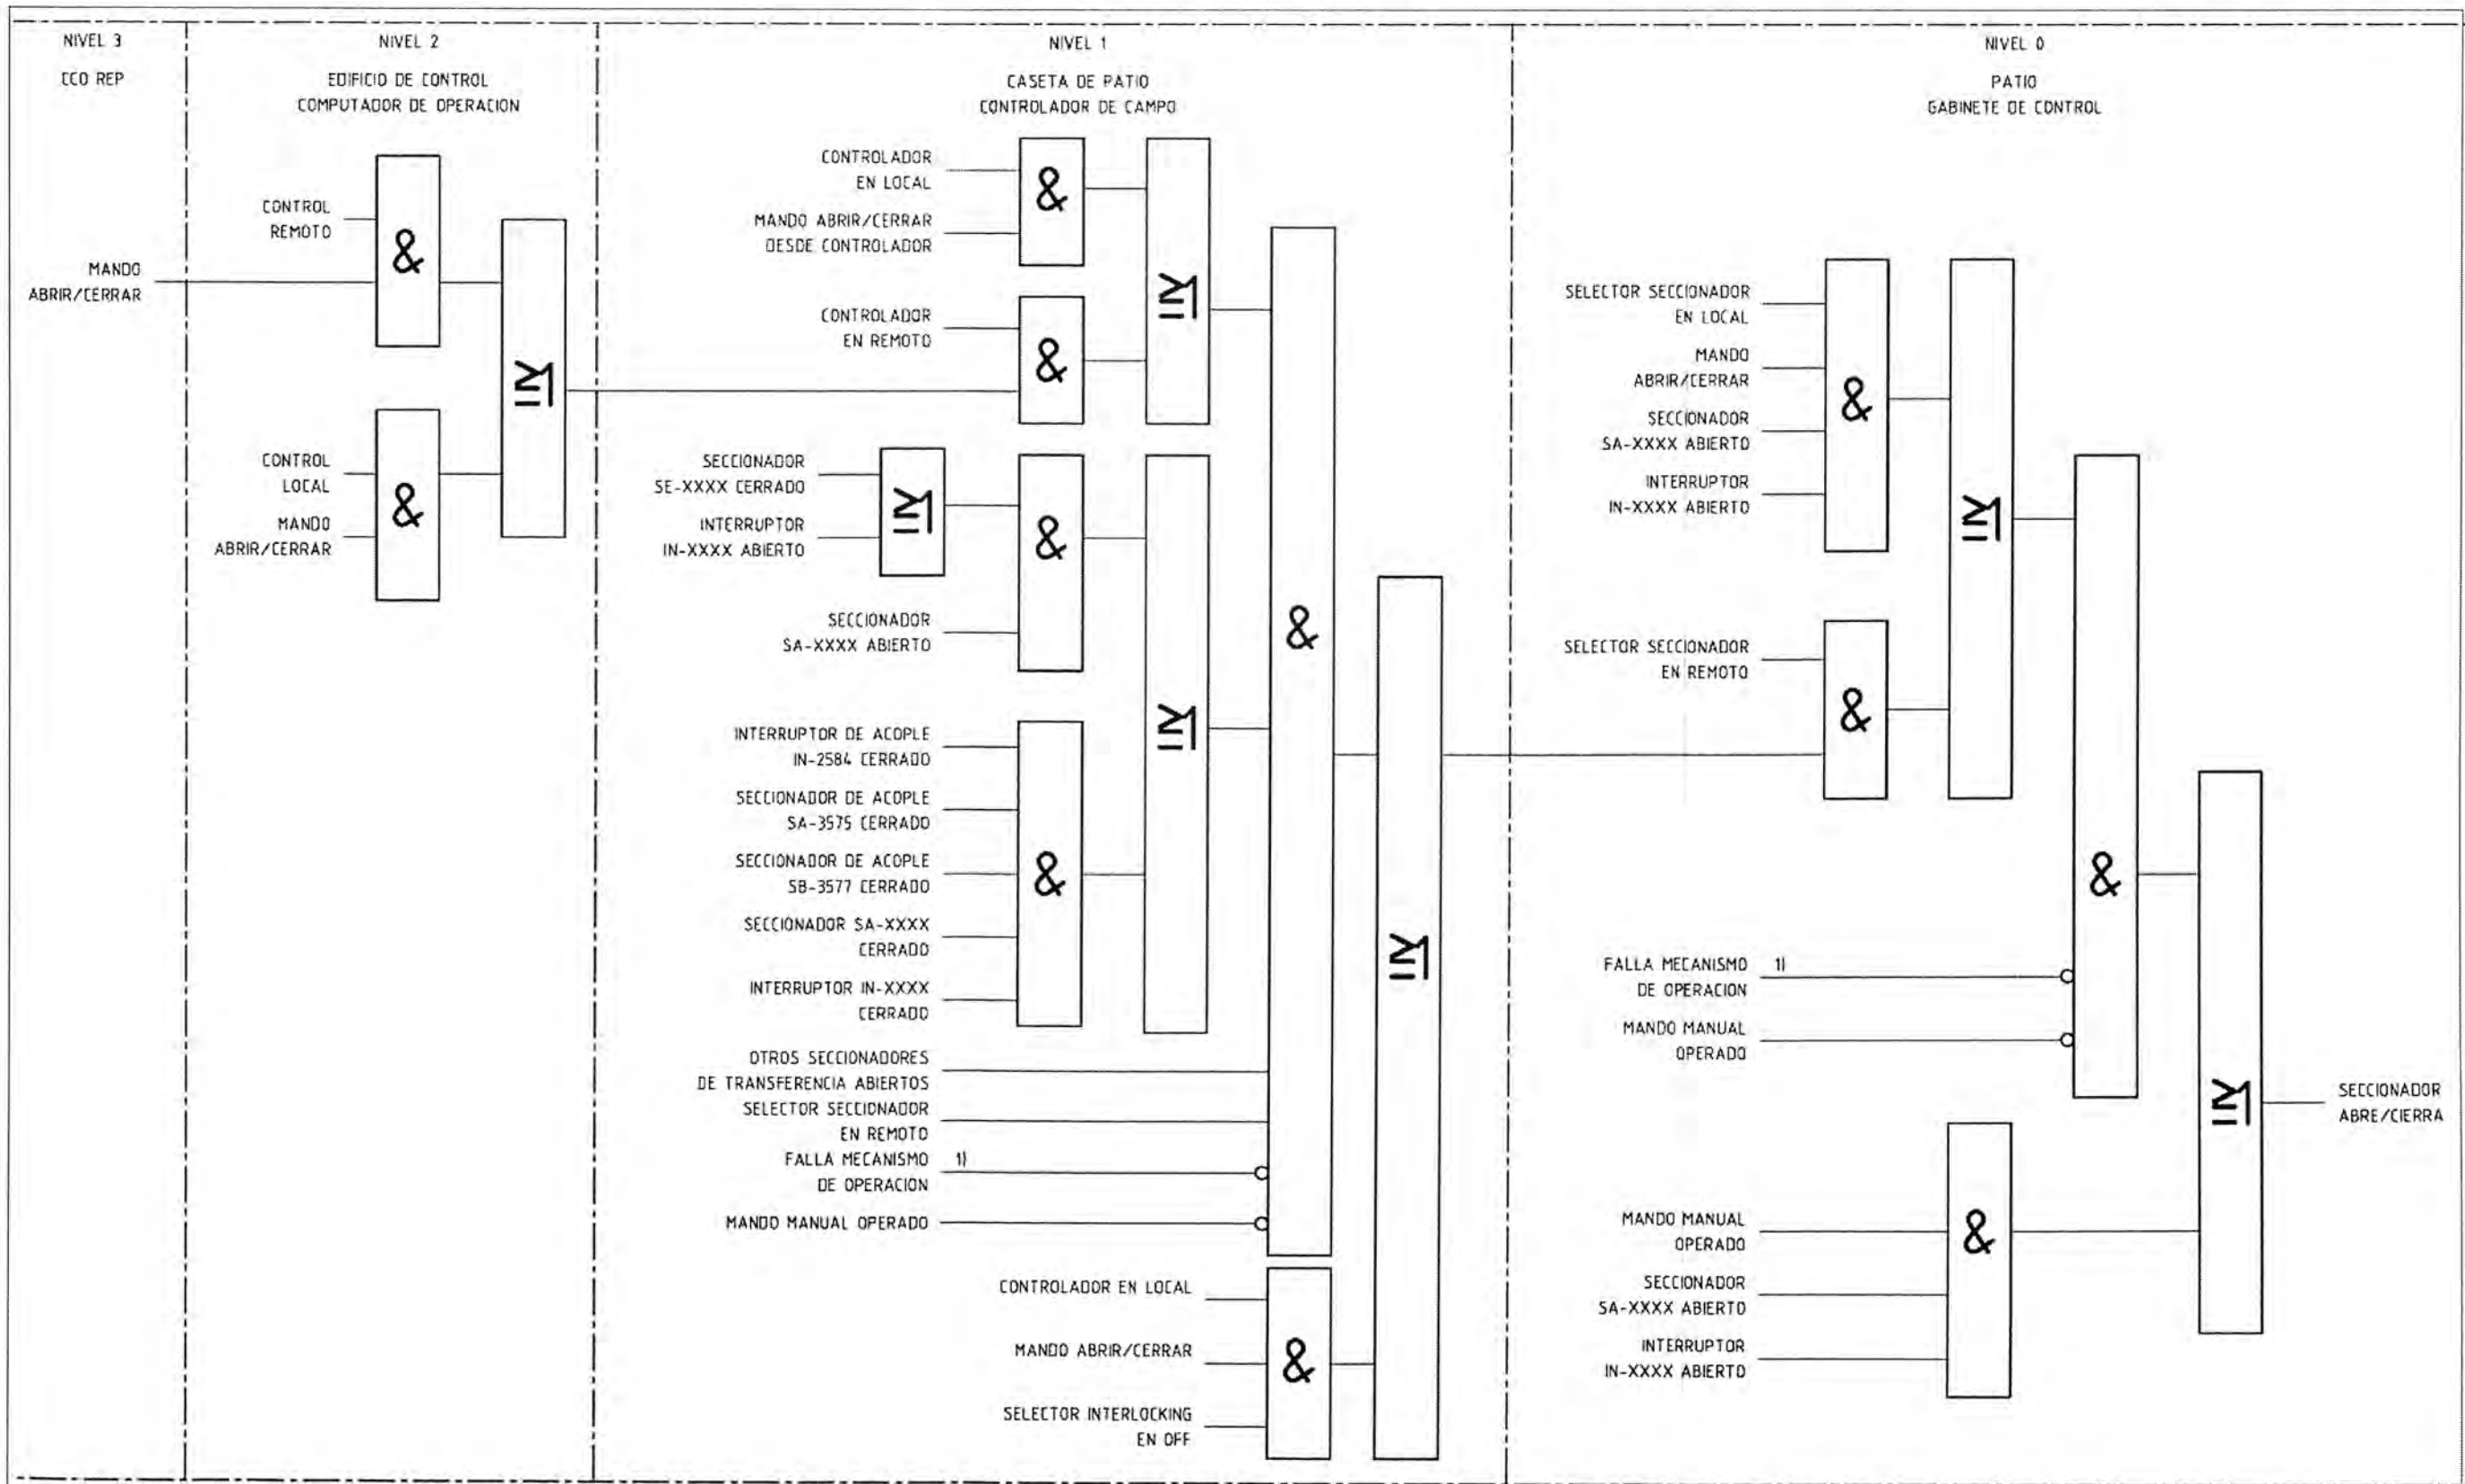 NIVEL 3
CCO REP
MANDO
ABRIR/CERRAR
NIVEL 2
EDIFICIO DE CONTROL
COMPUTADOR DE OPERACION
CONTROL
REMOTO
&
CONTROL
LOCAL
MANDO
ABRIR/CERRAR
&
≥1
NIVEL 1
CASETA DE PATIO
CONTROLADOR DE CAMPO
CONTROLADOR
EN LOCAL
MANDO ABRIR/CERRAR
DESDE CONTROLADOR
&
CONTROLADOR
EN REMOTO
&
≥1
SECCIONADOR
SE-XXXX CERRADO
INTERRUPTOR
IN-XXXX ABIERTO
≥1
SECCIONADOR
SA-XXXX ABIERTO
&
INTERRUPTOR DE ACOPLE
IN-2584 CERRADO
SECCIONADOR DE ACOPLE
SA-3575 CERRADO
SECCIONADOR DE ACOPLE
SB-3577 CERRADO
SECCIONADOR SA-XXXX
CERRADO
INTERRUPTOR IN-XXXX
CERRADO
&
≥1
OTROS SECCIONADORES
DE TRANSFERENCIA ABIERTOS
SELECTOR SECCIONADOR
EN REMOTO
FALLA MECANISMO 1)
DE OPERACION
MANDO MANUAL OPERADO
&
CONTROLADOR EN LOCAL
MANDO ABRIR/CERRAR
SELECTOR INTERLOCKING
EN OFF
&
≥1
NIVEL 0
PATIO
GABINETE DE CONTROL
SELECTOR SECCIONADOR
EN LOCAL
MANDO
ABRIR/CERRAR
SECCIONADOR
SA-XXXX ABIERTO
INTERRUPTOR
IN-XXXX ABIERTO
&
SELECTOR SECCIONADOR
EN REMOTO
&
≥1
FALLA MECANISMO 1)
DE OPERACION
MANDO MANUAL
OPERADO
&
MANDO MANUAL
OPERADO
SECCIONADOR
SA-XXXX ABIERTO
INTERRUPTOR
IN-XXXX ABIERTO
&
≥1
SECCIONADOR
ABRE/CIERRA